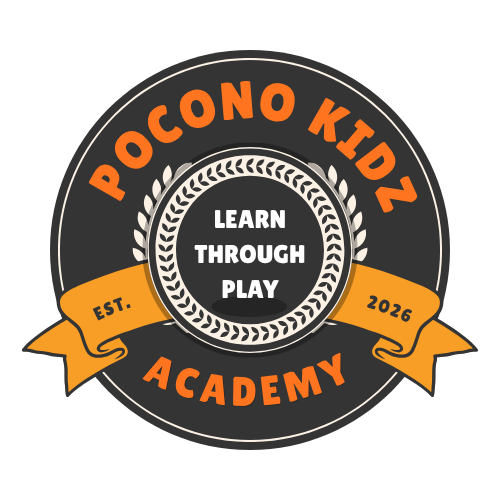 POCONO KIDZ
LEARN
THROUGH
PLAY
EST.
2026
ACADEMY